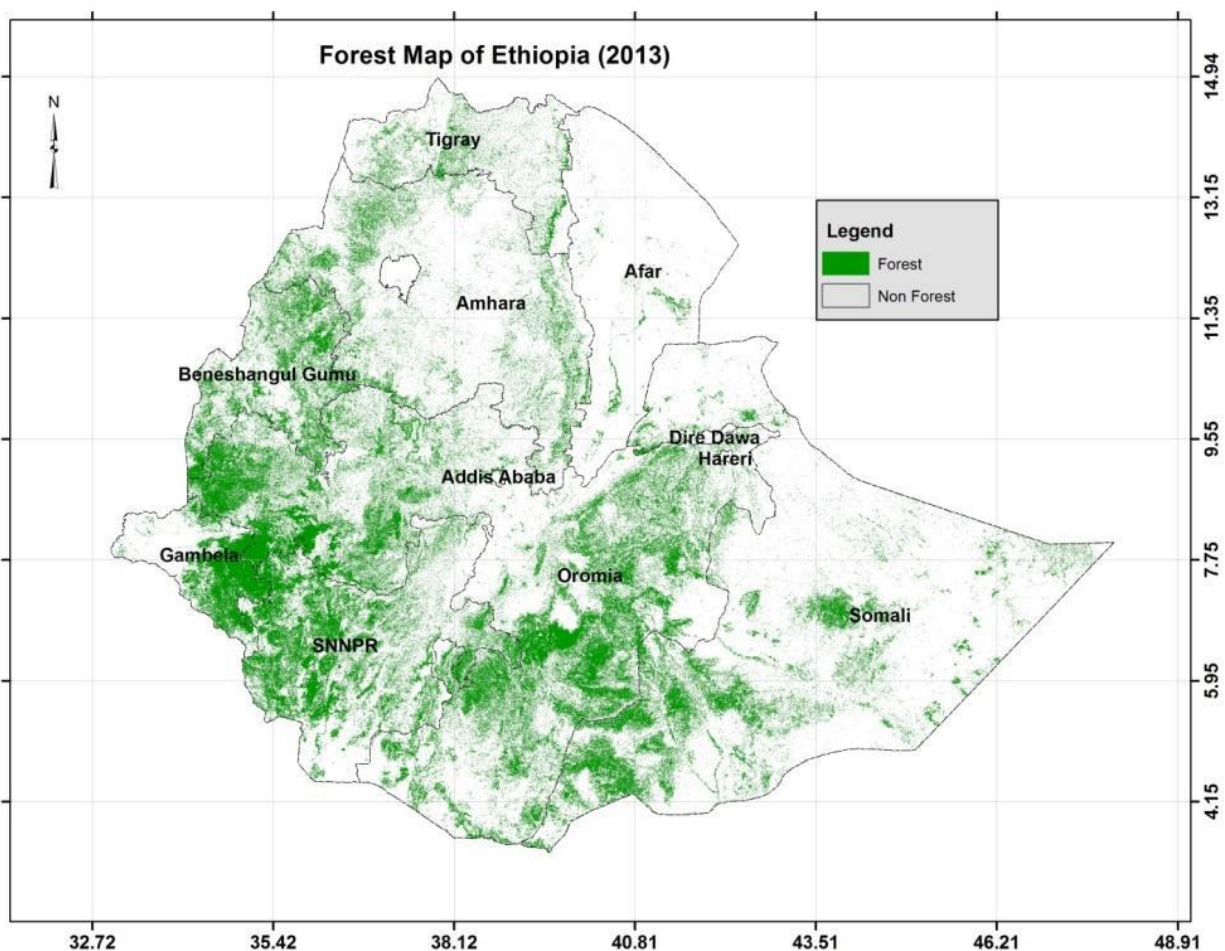 Forest Map of Ethiopia (2013)
N
Tigray
Legend
Forest
Non Forest
Afar
Amhara
Beneshangul Gumu
Dire Dawa
Hareri
Addis Ababa
Gambela
Oromia
Somali
SNNPR
14.94
13.15
11.35
9.55
7.75
5.95
4.15
32.72 35.42 38.12 40.81 43.51 46.21 48.91